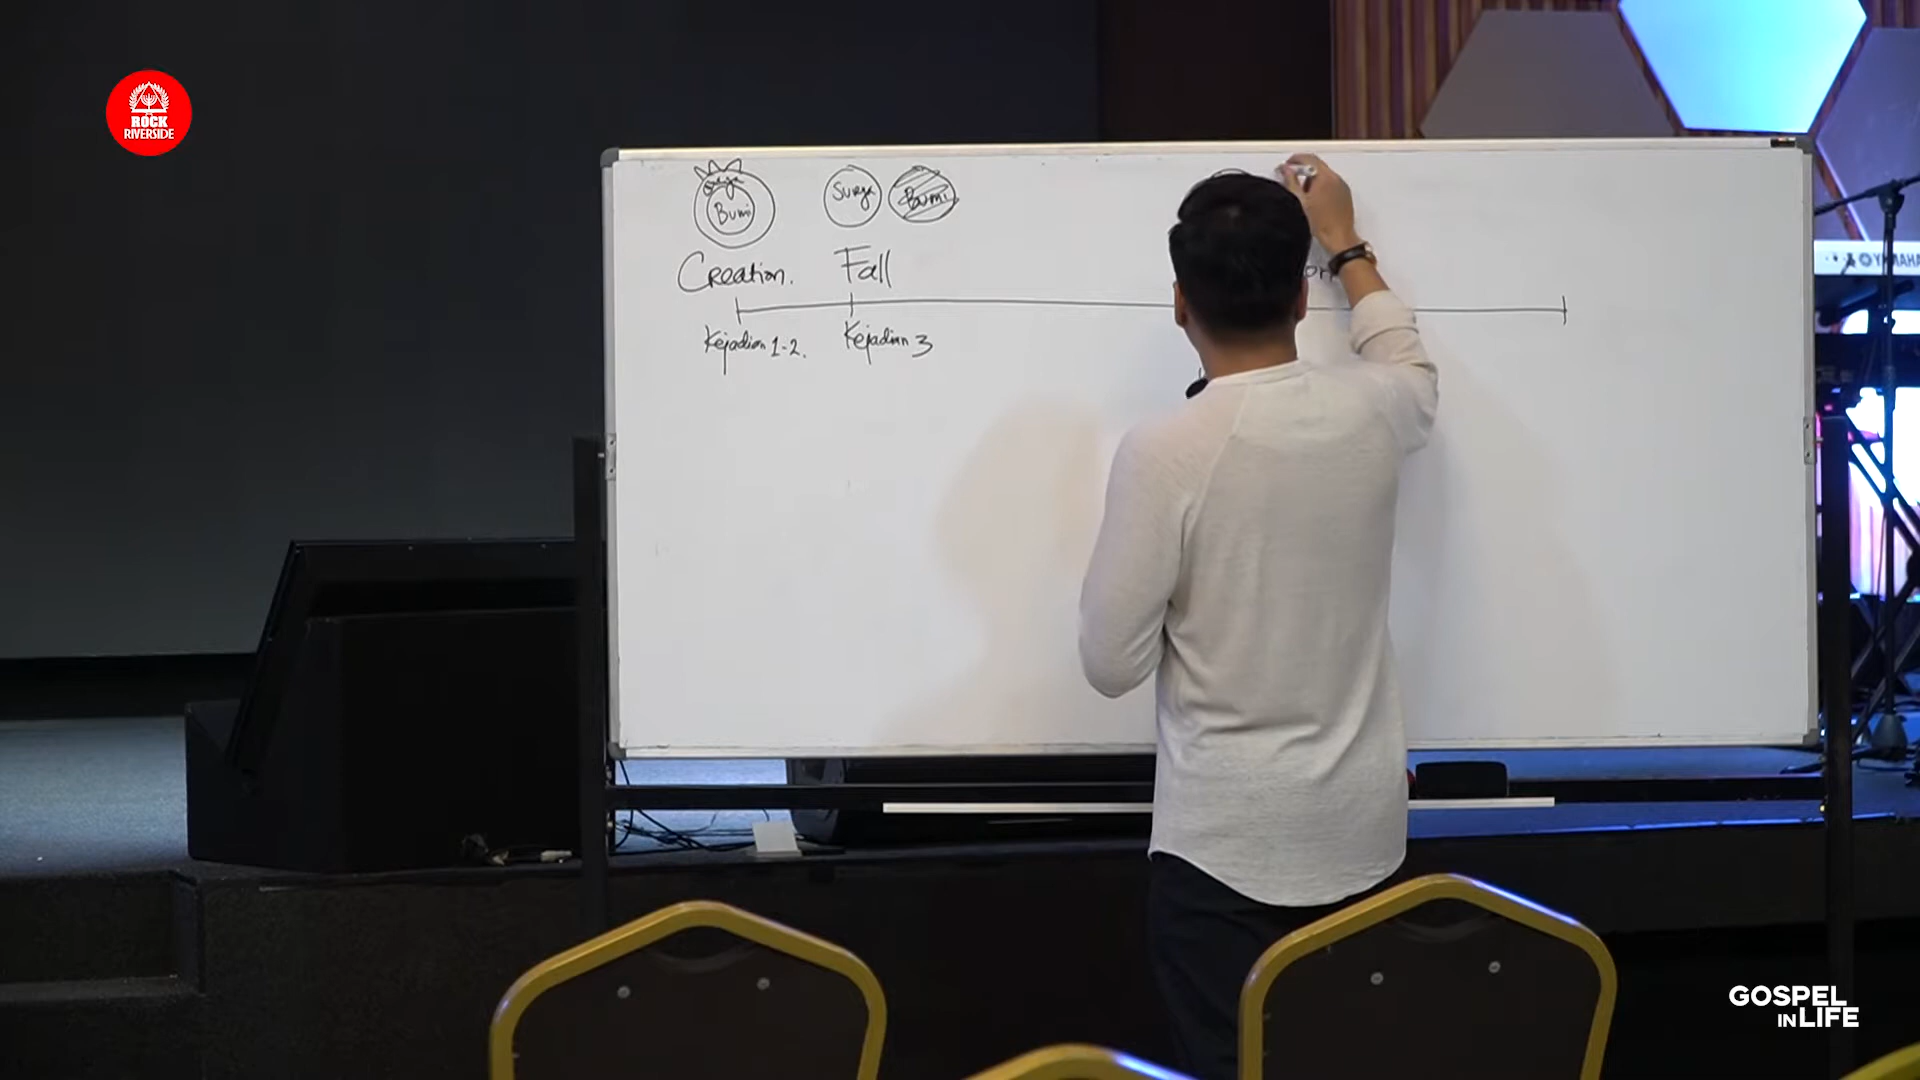 ROCK
RIVERSIDE
Surga
Bumi
Surga
Bumi
Creation.
Fall
Kejadian 1-2.
Kejadian 3
YAMAHA
GOSPEL
IN LIFE